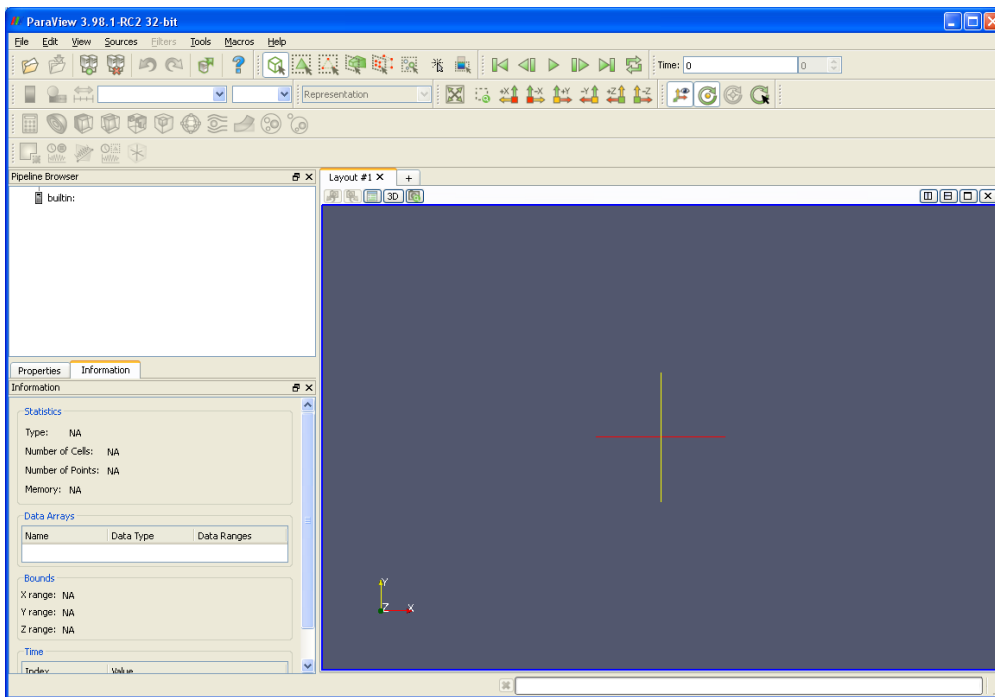 ParaView 3.98.1-RC2 32-bit
File Edit View Sources Filters Tools Macros Help
? Time: 0 0
Representation +X -X +Y -Y +Z -Z
Pipeline Browser
Layout #1 +
builtin:
3D
Properties Information
Information
Statistics
Type: NA
Number of Cells: NA
Number of Points: NA
Memory: NA
Data Arrays
Name Data Type Data Ranges
Bounds
X range: NA
Y range: NA
Z range: NA
Time
Index Value
Y
Z X